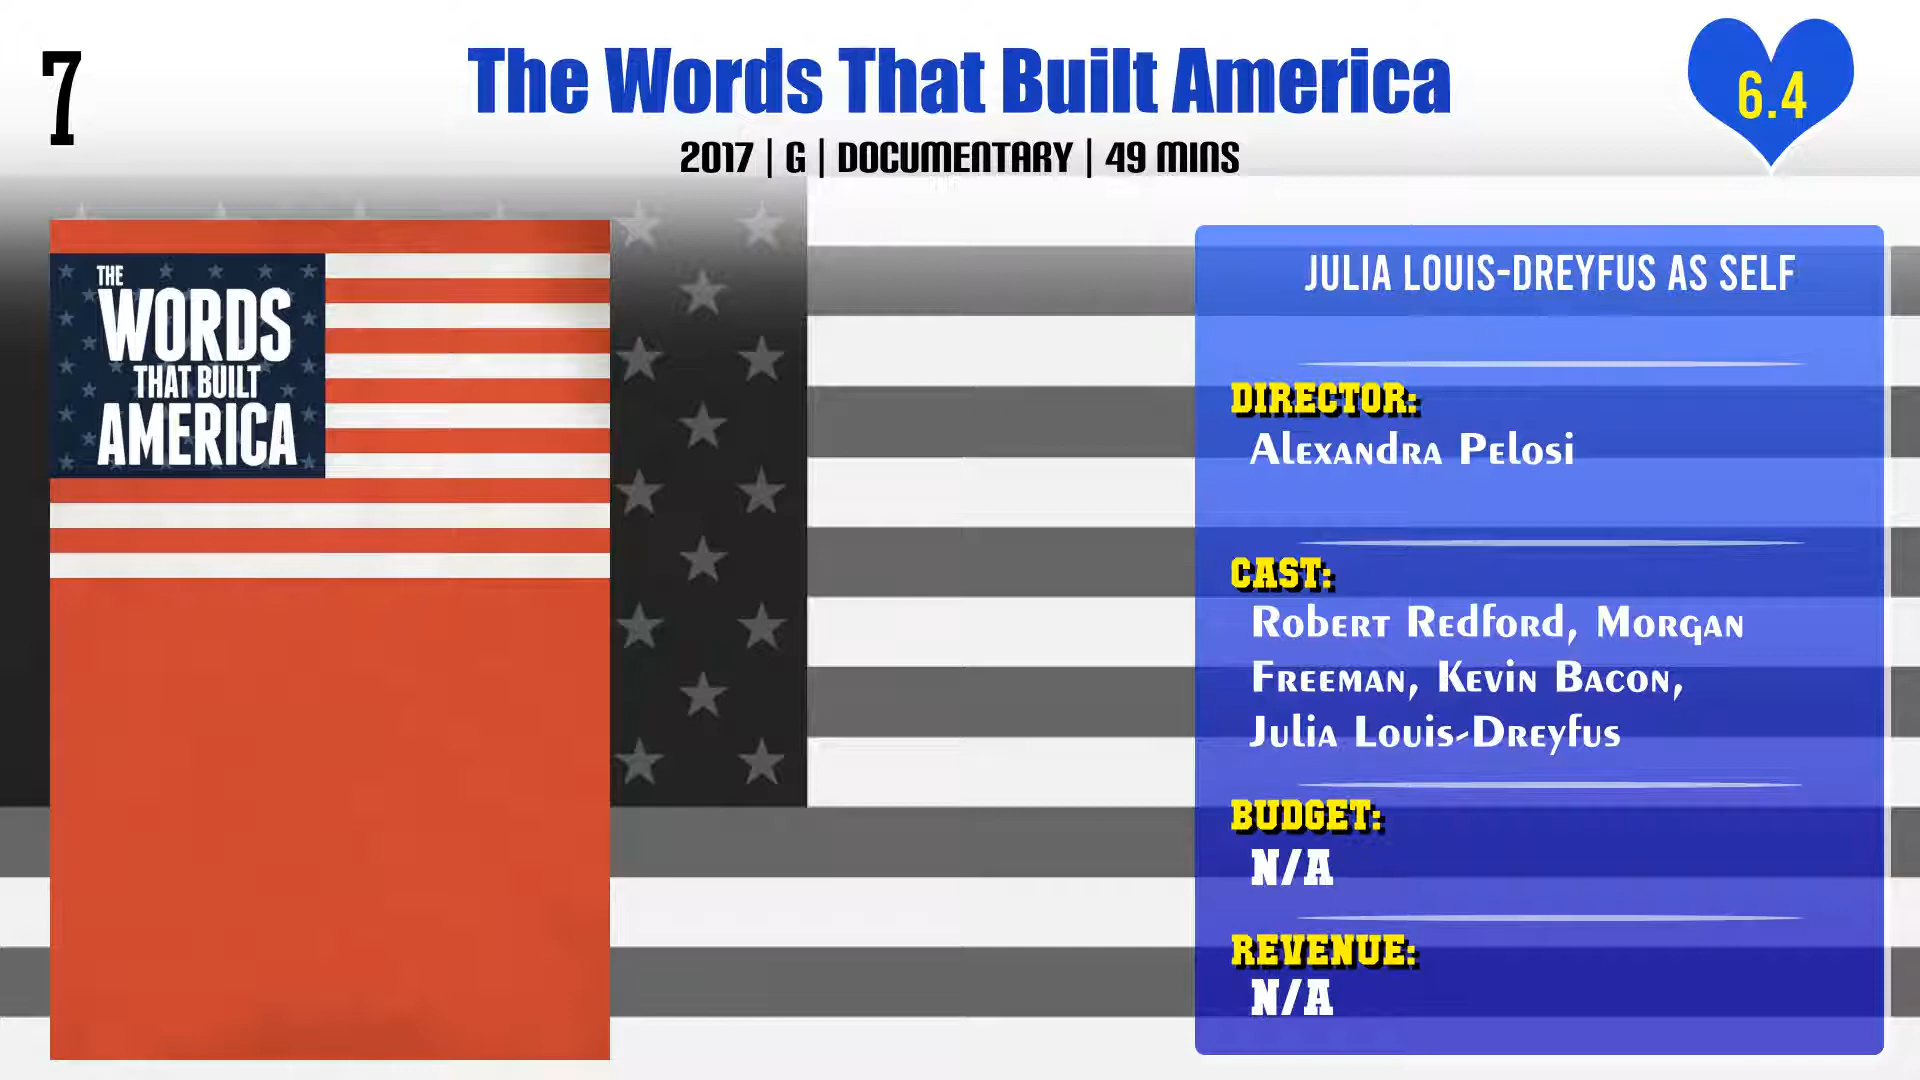 7
The Words That Built America
6.4
2017 | G | DOCUMENTARY | 49 MINS
THE
WORDS
THAT BUILT
AMERICA
JULIA LOUIS-DREYFUS AS SELF
DIRECTOR:
Alexandra Pelosi
CAST:
Robert Redford, Morgan
Freeman, Kevin Bacon,
Julia Louis-Dreyfus
BUDGET:
N/A
REVENUE:
N/A